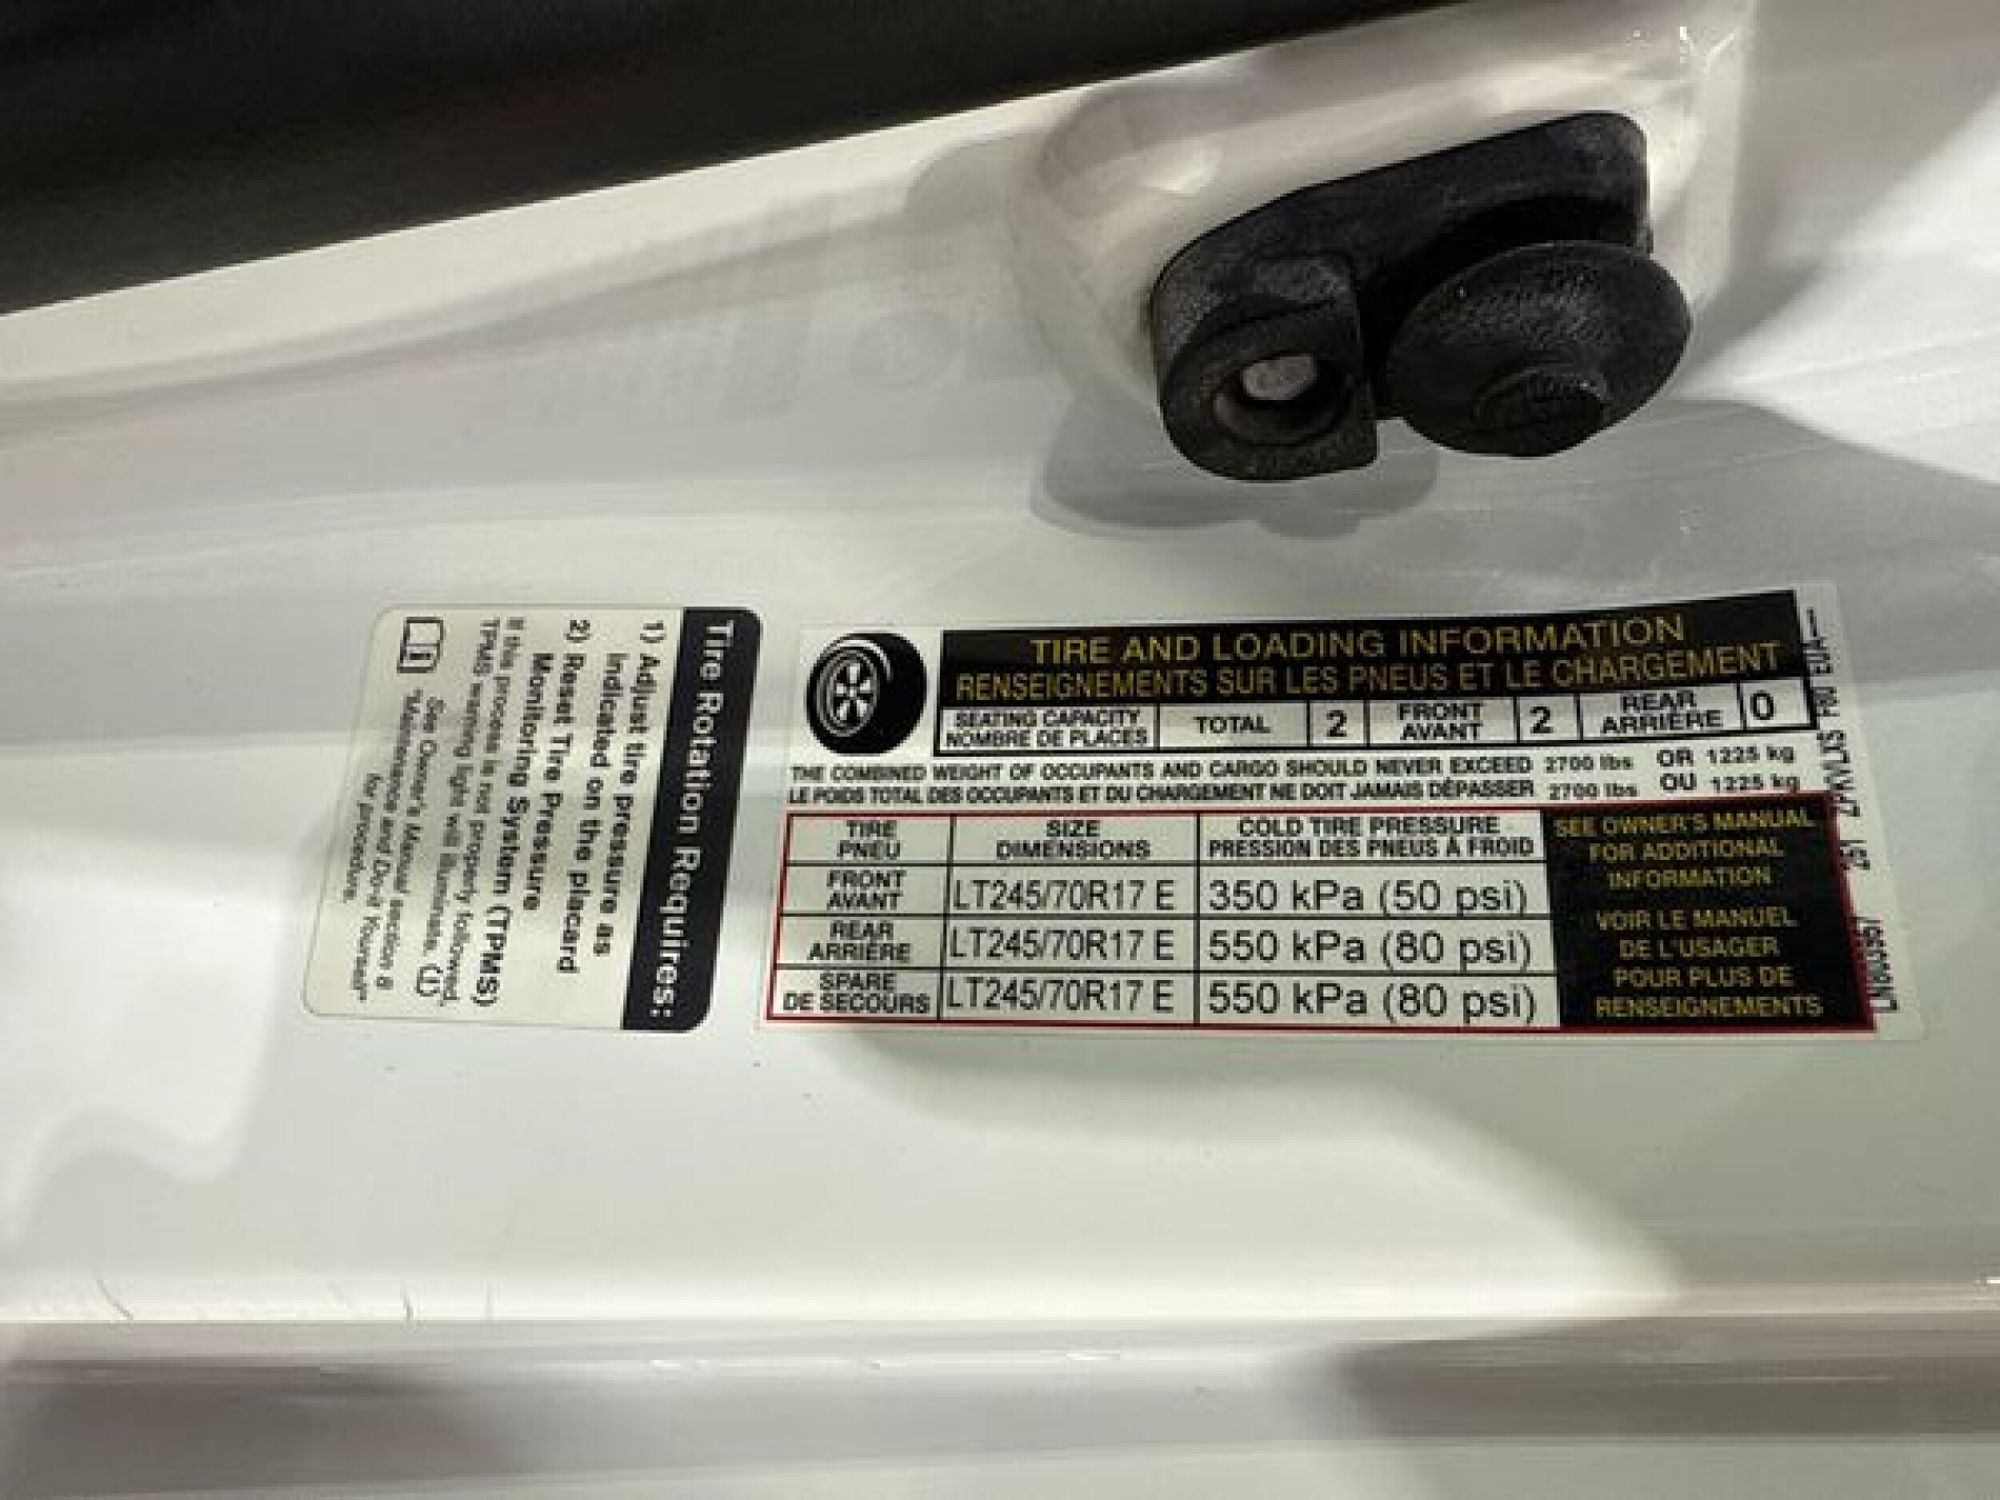 Tire Rotation Requires:
1) Adjust tire pressure as
indicated on the placard
2) Reset Tire Pressure
Monitoring System (TPMS)
If this process is not properly followed,
TPMS warning light will illuminate.
See Owner's Manual section 8
"Maintenance and Do-it Yourself"
for procedure.
TIRE AND LOADING INFORMATION
RENSEIGNEMENTS SUR LES PNEUS ET LE CHARGEMENT
SEATING CAPACITY
NOMBRE DE PLACES
TOTAL
2
FRONT
AVANT
2
REAR
ARRIÈRE
0
THE COMBINED WEIGHT OF OCCUPANTS AND CARGO SHOULD NEVER EXCEED 2700 lbs OR 1225 kg
LE POIDS TOTAL DES OCCUPANTS ET DU CHARGEMENT NE DOIT JAMAIS DÉPASSER 2700 lbs OU 1225 kg
TIRE
PNEU
SIZE
DIMENSIONS
COLD TIRE PRESSURE
PRESSION DES PNEUS À FROID
FRONT
AVANT
LT245/70R17 E
350 kPa (50 psi)
REAR
ARRIÈRE
LT245/70R17 E
550 kPa (80 psi)
SPARE
DE SECOURS
LT245/70R17 E
550 kPa (80 psi)
SEE OWNER'S MANUAL
FOR ADDITIONAL
INFORMATION
VOIR LE MANUEL
DE L'USAGER
POUR PLUS DE
RENSEIGNEMENTS